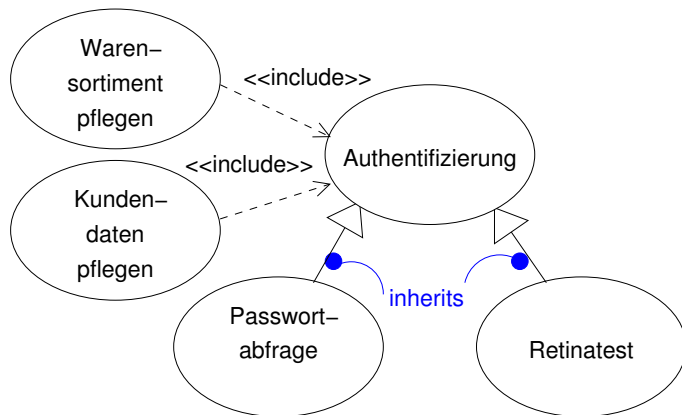 Waren−
sortiment
pflegen
<<include>>
Authentifizierung
<<include>>
Kunden-
daten
pflegen
inherits
Passwort-
abfrage
Retinatest